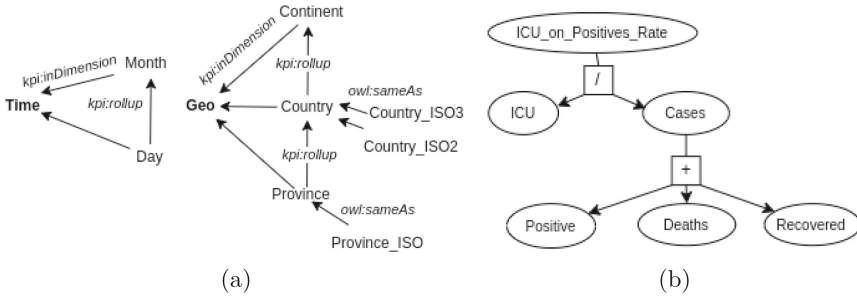 Continent
ICU_on_Positives_Rate
kpi:inDimension
Month
kpi:inDimension
kpi:rollup
/
owl:sameAs
Time
kpi:rollup
Geo
Country
Country_ISO3
ICU
Cases
Country_ISO2
Day
kpi:rollup
+
Province
owl:sameAs
Positive
Deaths
Recovered
Province_ISO
(a)
(b)